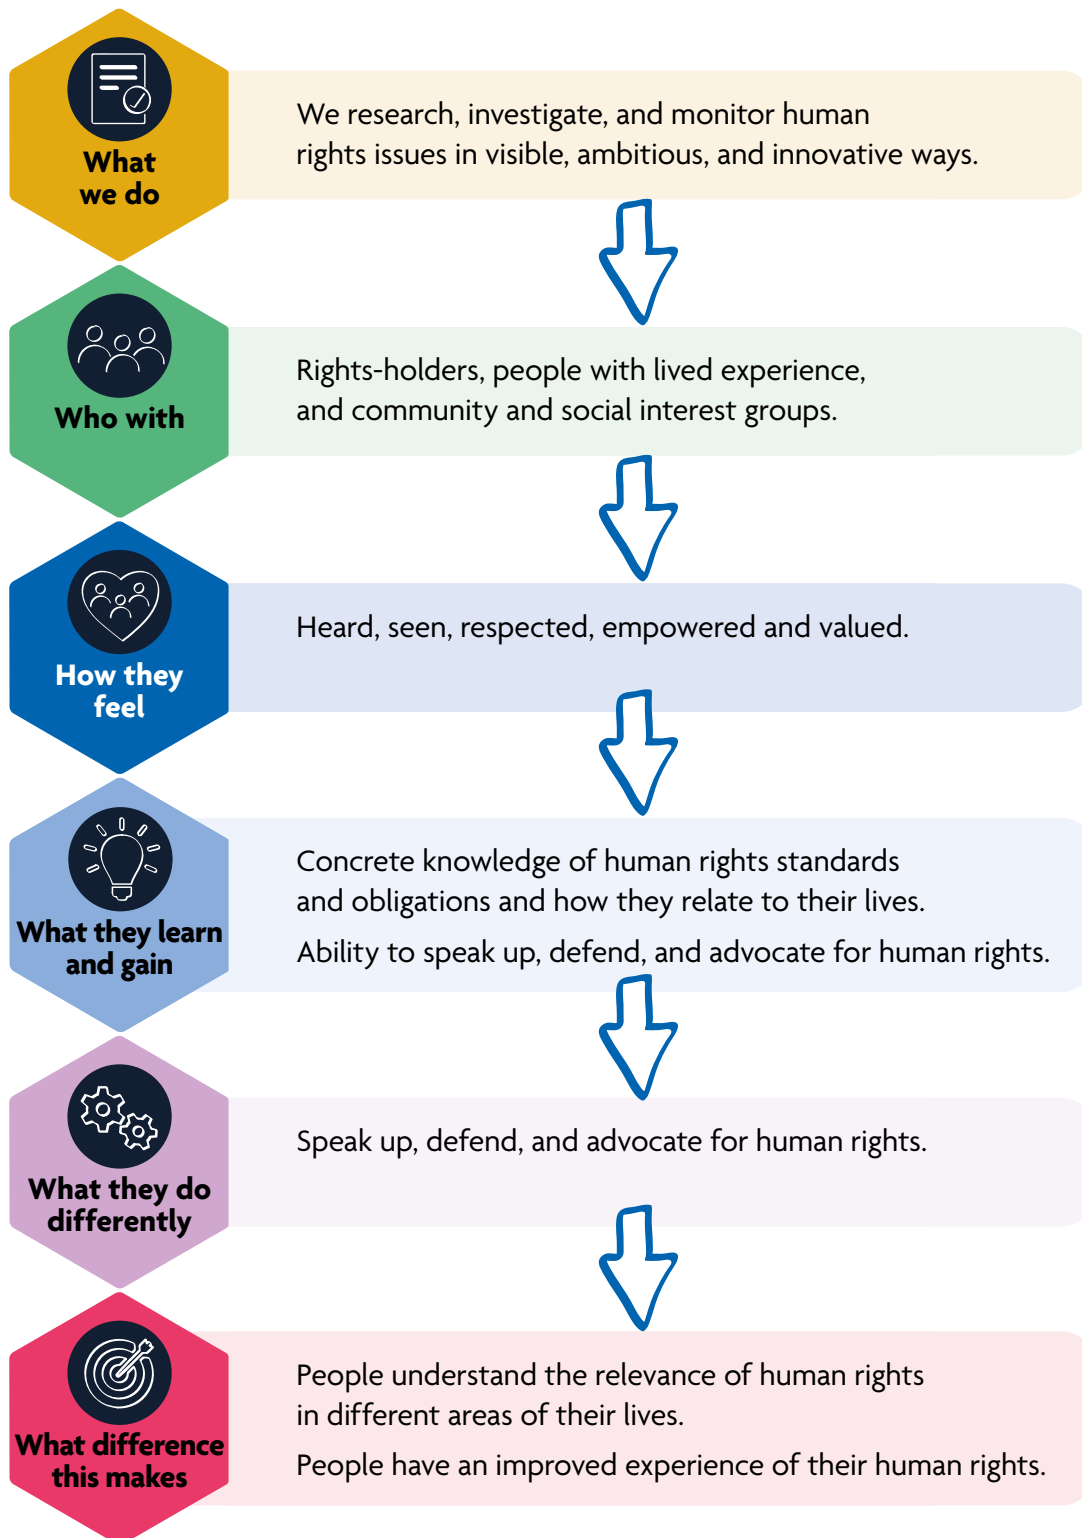 What
we do
We research, investigate, and monitor human
rights issues in visible, ambitious, and innovative ways.
Who with
Rights-holders, people with lived experience,
and community and social interest groups.
How they
feel
Heard, seen, respected, empowered and valued.
What they learn
and gain
Concrete knowledge of human rights standards
and obligations and how they relate to their lives.
Ability to speak up, defend, and advocate for human rights.
What they do
differently
Speak up, defend, and advocate for human rights.
What difference
this makes
People understand the relevance of human rights
in different areas of their lives.
People have an improved experience of their human rights.